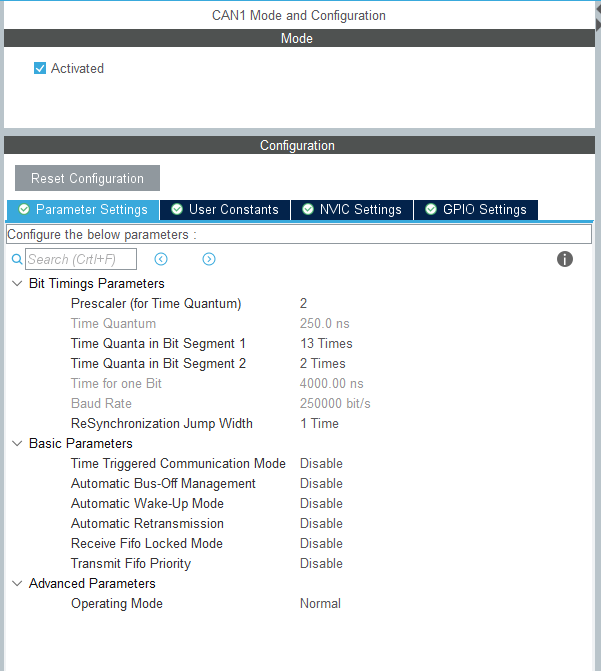 CAN1 Mode and Configuration
Mode
Activated
Configuration
Reset Configuration
Parameter Settings User Constants NVIC Settings GPIO Settings
Configure the below parameters :
Search (Crtl+F)
Bit Timings Parameters
Prescaler (for Time Quantum) 2
Time Quantum 250.0 ns
Time Quanta in Bit Segment 1 13 Times
Time Quanta in Bit Segment 2 2 Times
Time for one Bit 4000.00 ns
Baud Rate 250000 bit/s
ReSynchronization Jump Width 1 Time
Basic Parameters
Time Triggered Communication Mode Disable
Automatic Bus-Off Management Disable
Automatic Wake-Up Mode Disable
Automatic Retransmission Disable
Receive Fifo Locked Mode Disable
Transmit Fifo Priority Disable
Advanced Parameters
Operating Mode Normal